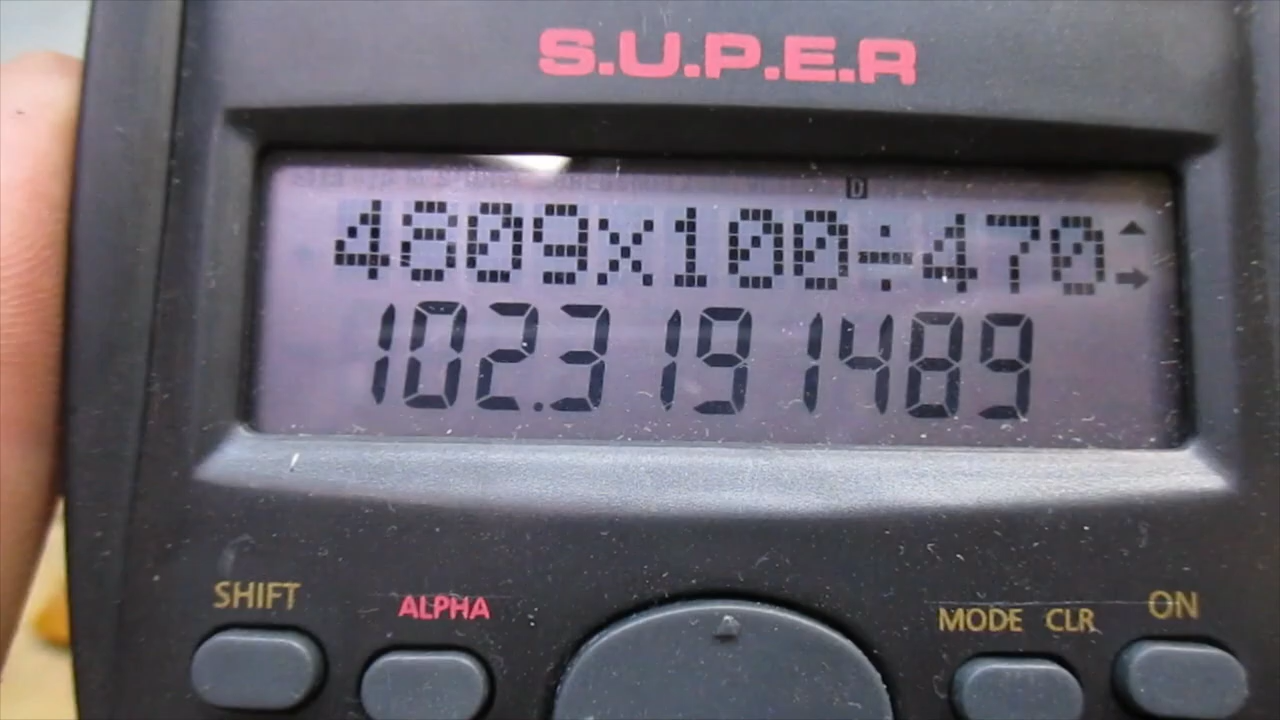 S.U.P.E.R
D
4809x100÷470
102.3191489
SHIFT
ALPHA
MODE CLR
ON